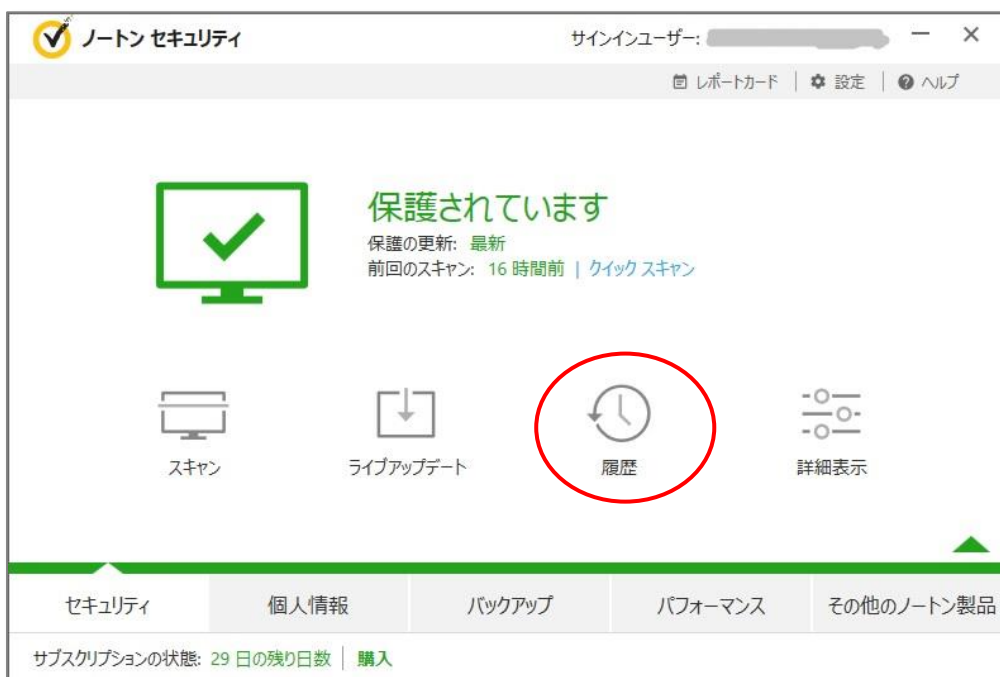 ノートン セキュリティ
サインインユーザー:
レポートカード | 設定 | ヘルプ
保護されています
保護の更新: 最新
前回のスキャン: 16 時間前 | クイック スキャン
スキャン ライブアップデート 履歴 詳細表示
セキュリティ 個人情報 バックアップ パフォーマンス その他のノートン製品
サブスクリプションの状態: 29 日の残り日数 | 購入